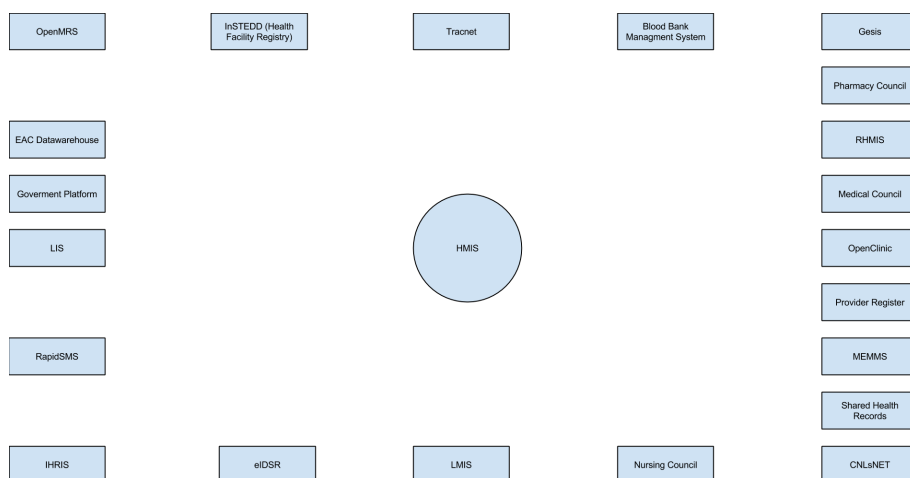 OpenMRS
InSTEDD (Health
Facility Registry)
Tracnet
Blood Bank
Managment System
Gesis
Pharmacy Council
EAC Datawarehouse
RHMIS
Goverment Platform
Medical Council
LIS
HMIS
OpenClinic
Provider Register
RapidSMS
MEMMS
Shared Health
Records
IHRIS
eIDSR
LMIS
Nursing Council
CNLsNET